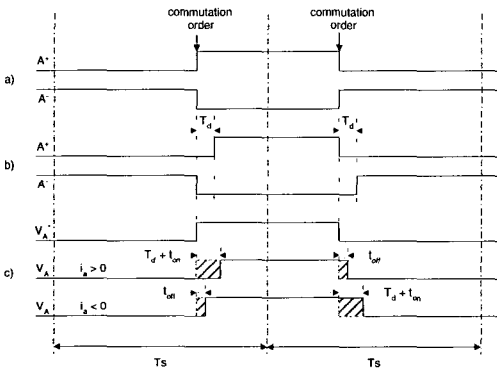 commutation order
commutation order
a)
A⁺
A⁻
T_d
T_d
b)
A⁺
A⁻
V_A*
T_d + t_on
t_off
c)
V_A i_a > 0
t_off
T_d + t_on
V_A i_a < 0
Ts
Ts